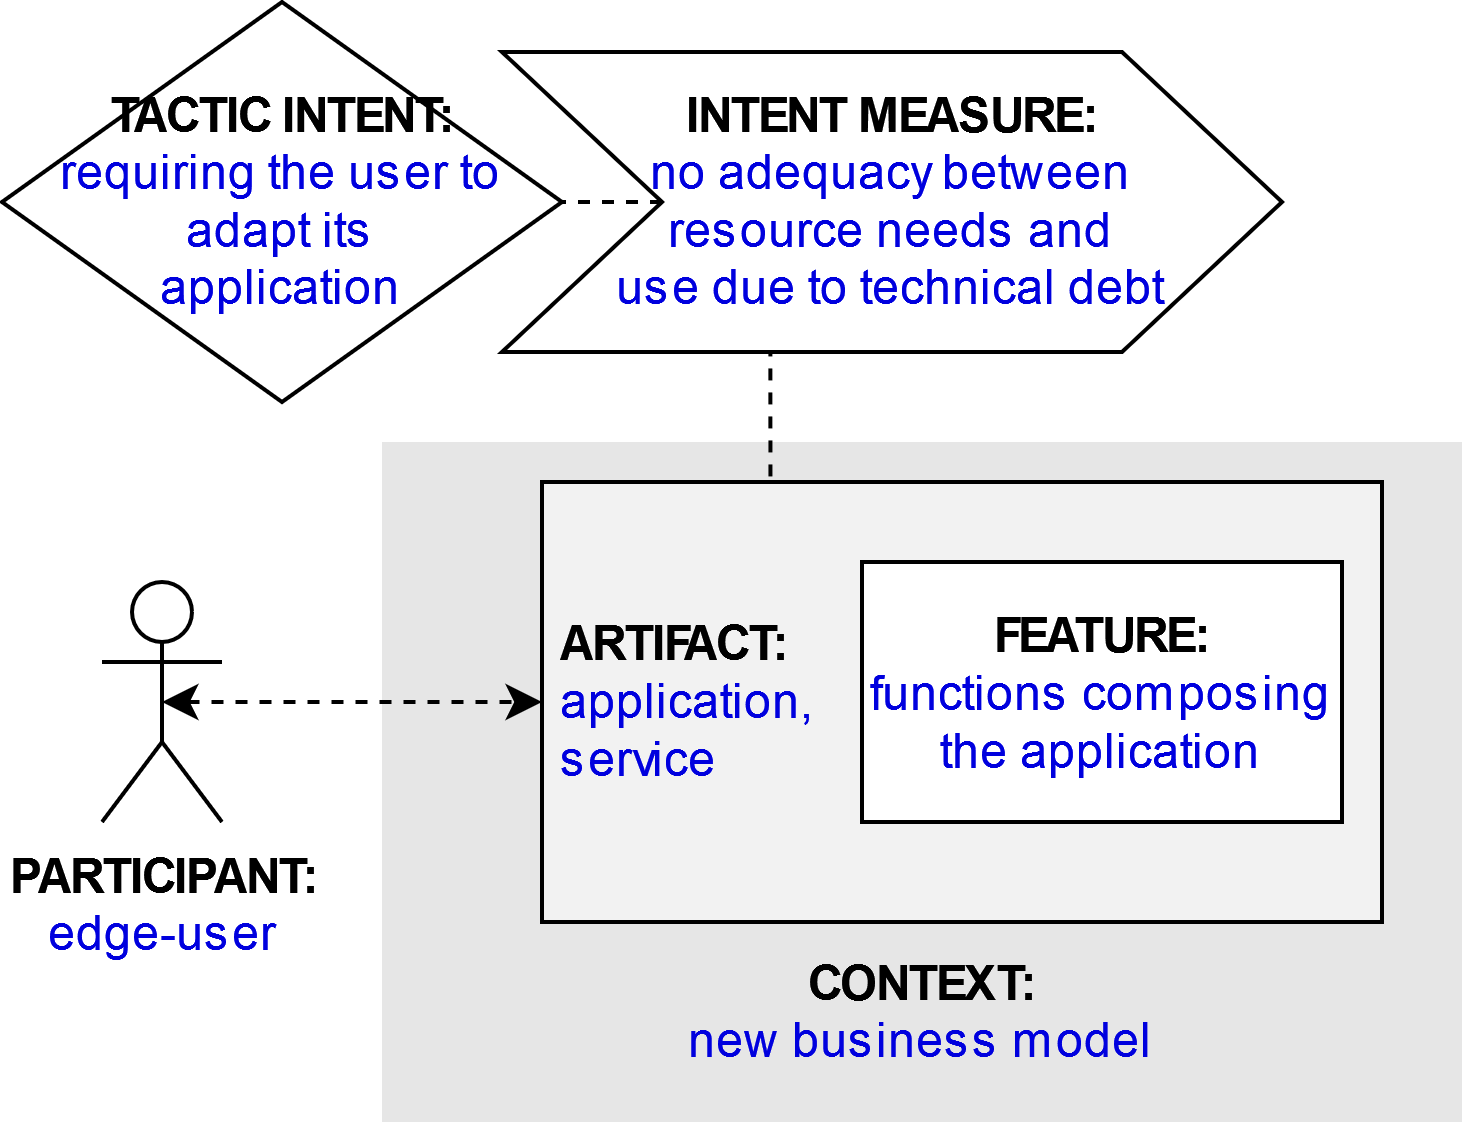 TACTIC INTENT:
requiring the user to
adapt its
application
INTENT MEASURE:
no adequacy between
resource needs and
use due to technical debt
ARTIFACT:
application,
service
FEATURE:
functions composing
the application
PARTICIPANT:
edge-user
CONTEXT:
new business model